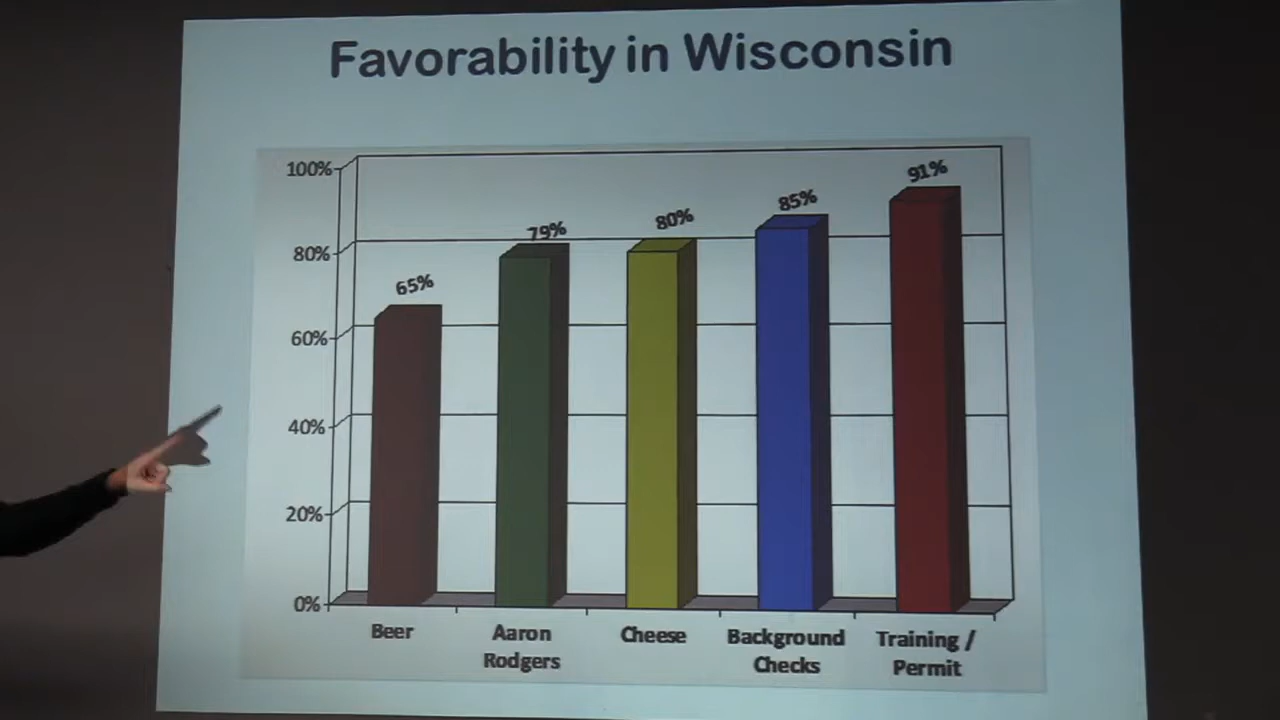 Favorability in Wisconsin
100%
80%
60%
40%
20%
0%
65%
79%
80%
85%
91%
Beer
Aaron
Rodgers
Cheese
Background
Checks
Training /
Permit